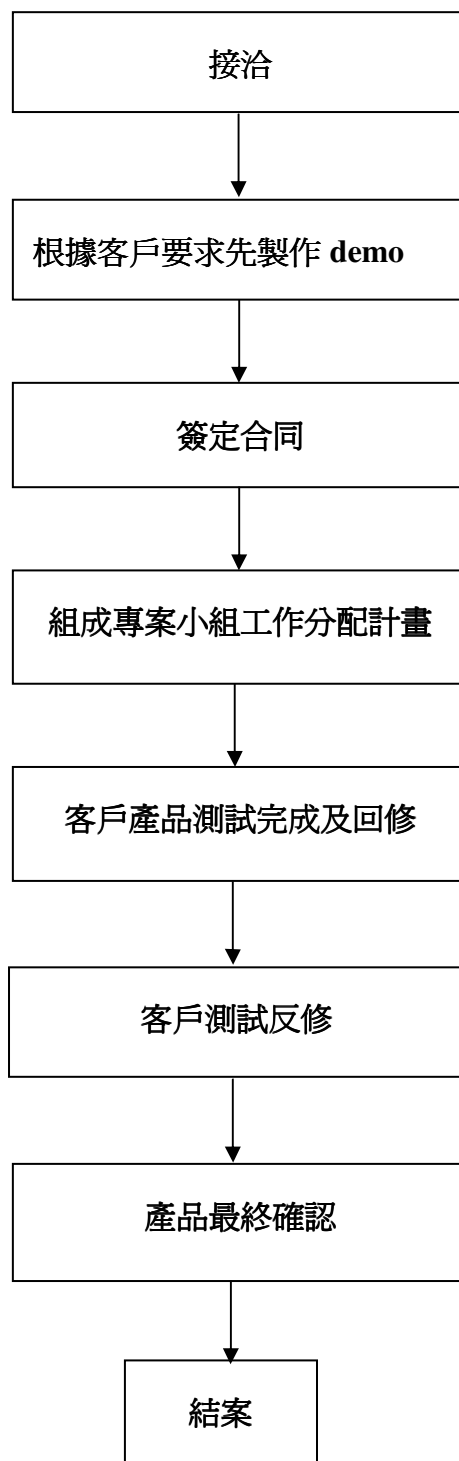 接洽
根據客戶要求先製作 demo
簽定合同
組成專案小組工作分配計畫
客戶產品測試完成及回修
客戶測試反修
產品最終確認
結案